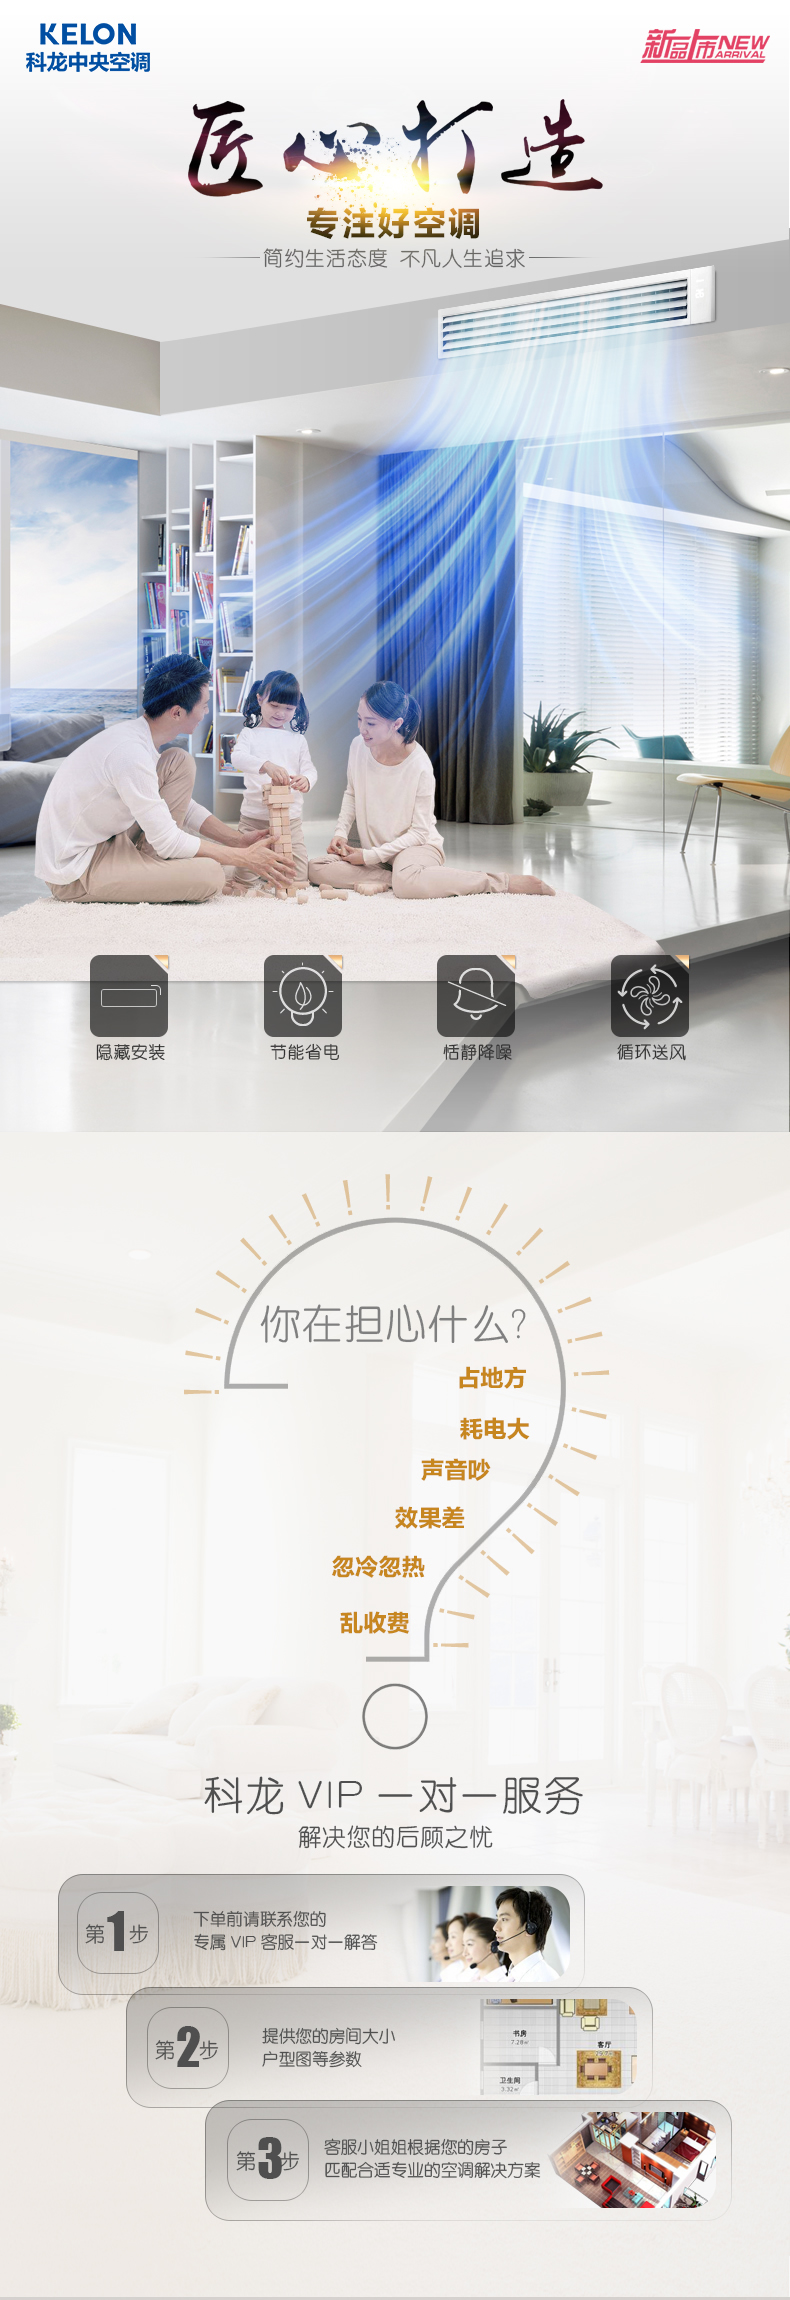 KELON
科龙中央空调
新品上市NEW
ARRIVAL
匠心打造
专注好空调
简约生活态度 不凡人生追求
隐藏安装
节能省电
恬静降噪
循环送风
你在担心什么?
占地方
耗电大
声音吵
效果差
忽冷忽热
乱收费
科龙 VIP 一对一服务
解决您的后顾之忧
第1步
下单前请联系您的
专属 VIP 客服一对一解答
第2步
提供您的房间大小
户型图等参数
书房
7.28㎡
客厅
卫生间
3.32㎡
第3步
客服小姐姐根据您的房子
匹配合适专业的空调解决方案